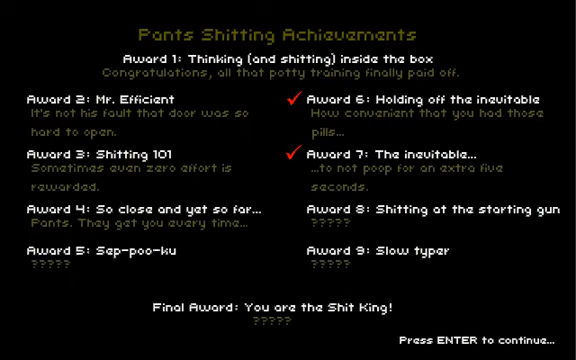 Pants Shitting Achievements
Award 1: Thinking (and shitting) inside the box
Congratulations, all that potty training finally paid off.
Award 2: Mr. Efficient
It's not his fault that door was so
hard to open.
Award 3: Shitting 101
Sometimes even zero effort is
rewarded.
Award 4: So close and yet so far...
Pants. They get you every time...
Award 5: Sep-poo-ku
?????
Award 6: Holding off the inevitable
How convenient that you had those
pills...
Award 7: The inevitable...
...to not poop for an extra five
seconds.
Award 8: Shitting at the starting gun
?????
Award 9: Slow typer
?????
Final Award: You are the Shit King!
?????
Press ENTER to continue...